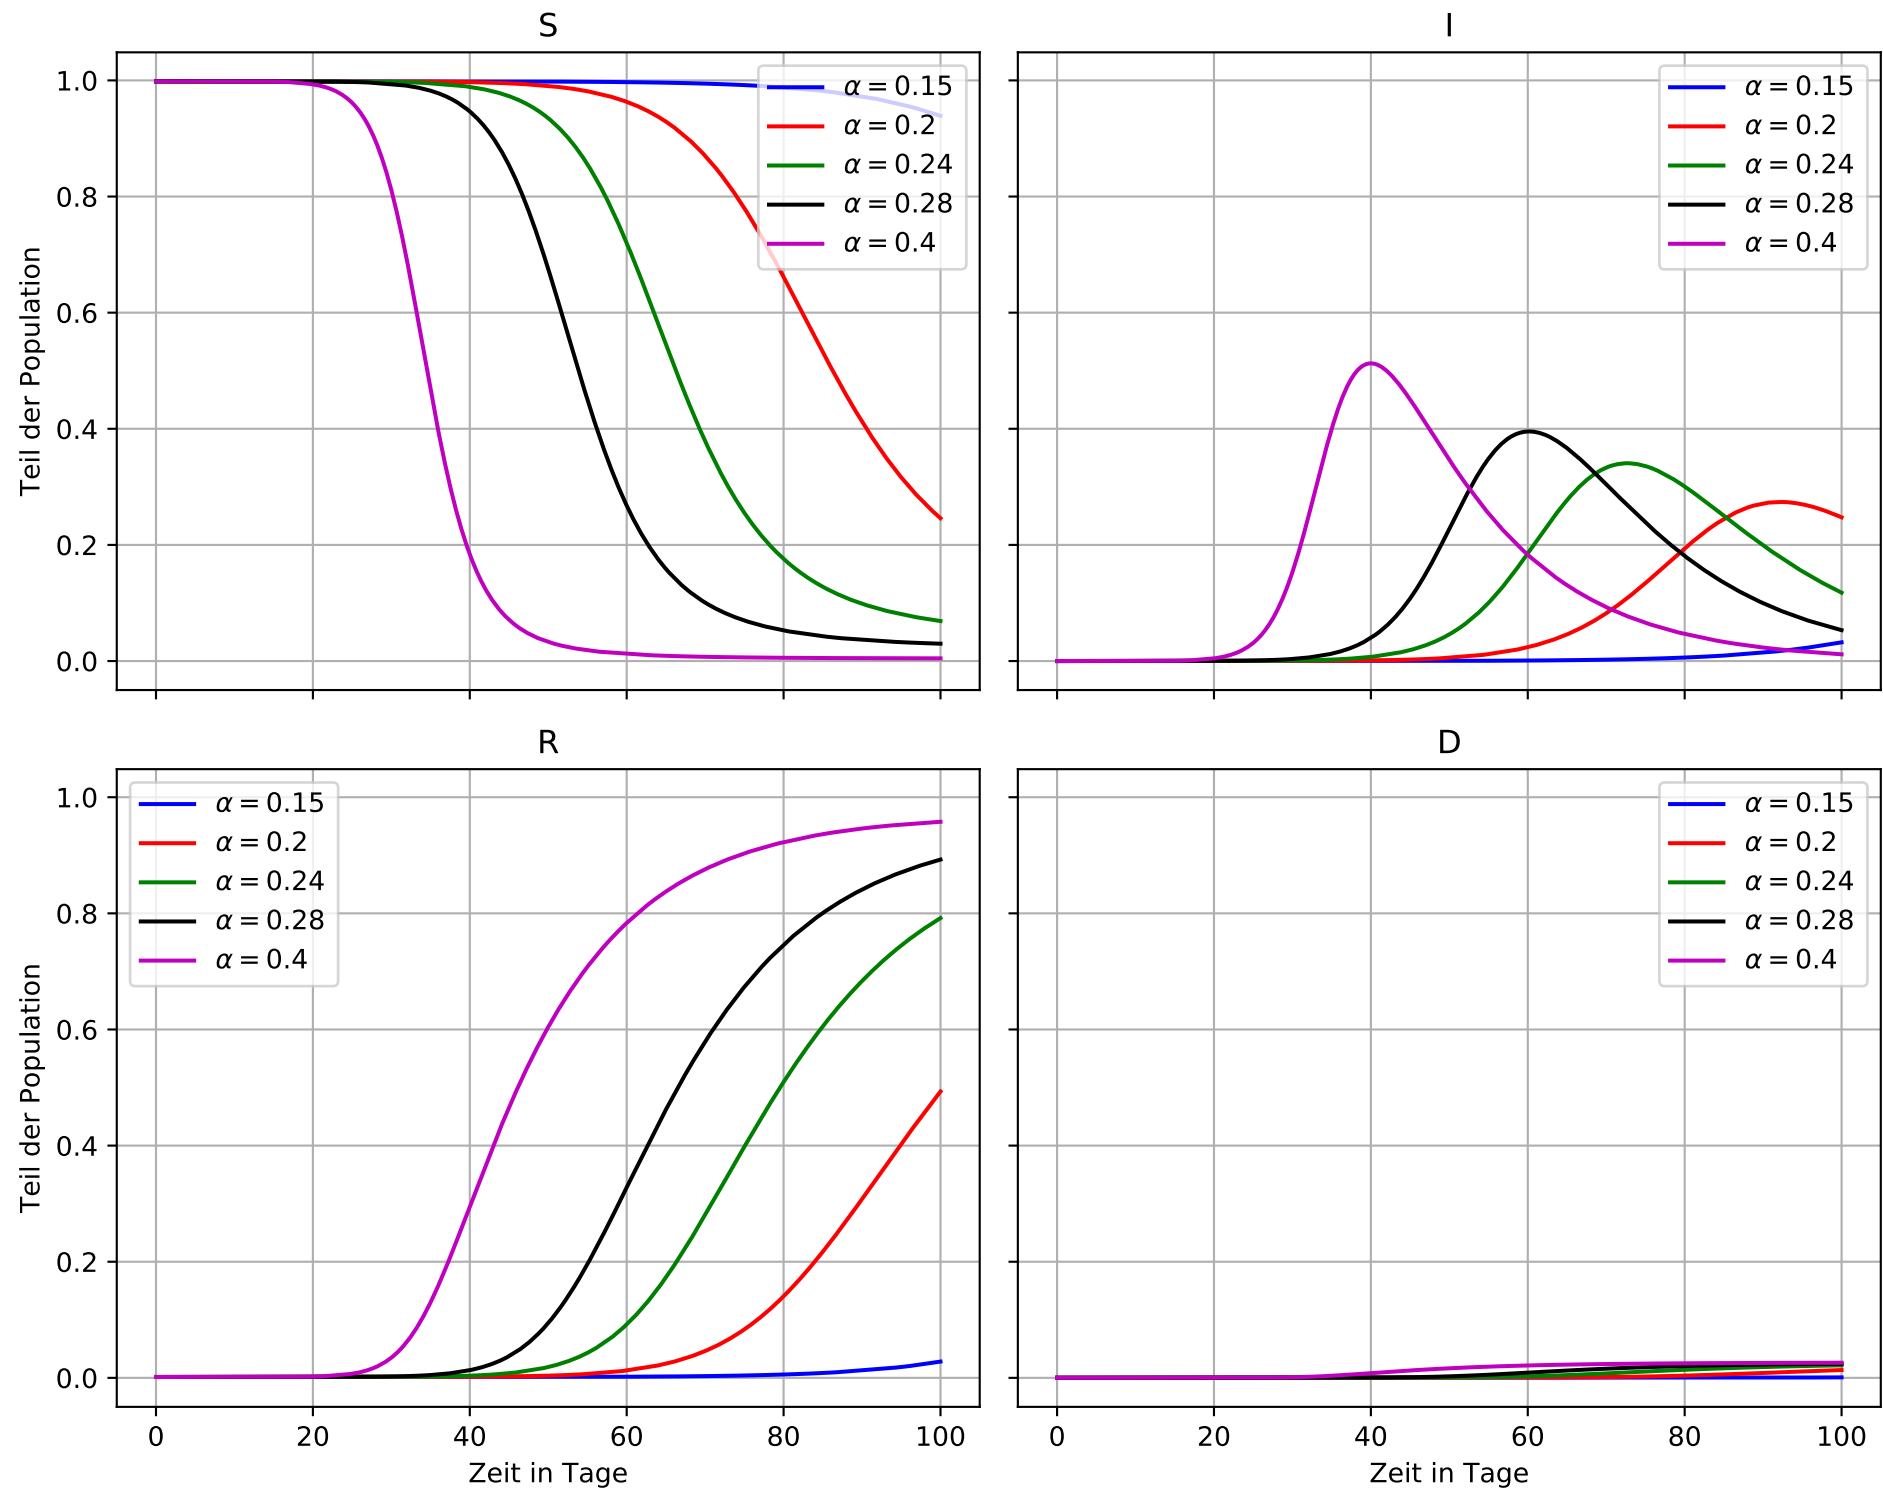 S
1.0
0.8
0.6
0.4
0.2
0.0
Teil der Population
α = 0.15
α = 0.2
α = 0.24
α = 0.28
α = 0.4
I
α = 0.15
α = 0.2
α = 0.24
α = 0.28
α = 0.4
R
1.0
0.8
0.6
0.4
0.2
0.0
Teil der Population
α = 0.15
α = 0.2
α = 0.24
α = 0.28
α = 0.4
0 20 40 60 80 100
Zeit in Tage
D
α = 0.15
α = 0.2
α = 0.24
α = 0.28
α = 0.4
0 20 40 60 80 100
Zeit in Tage